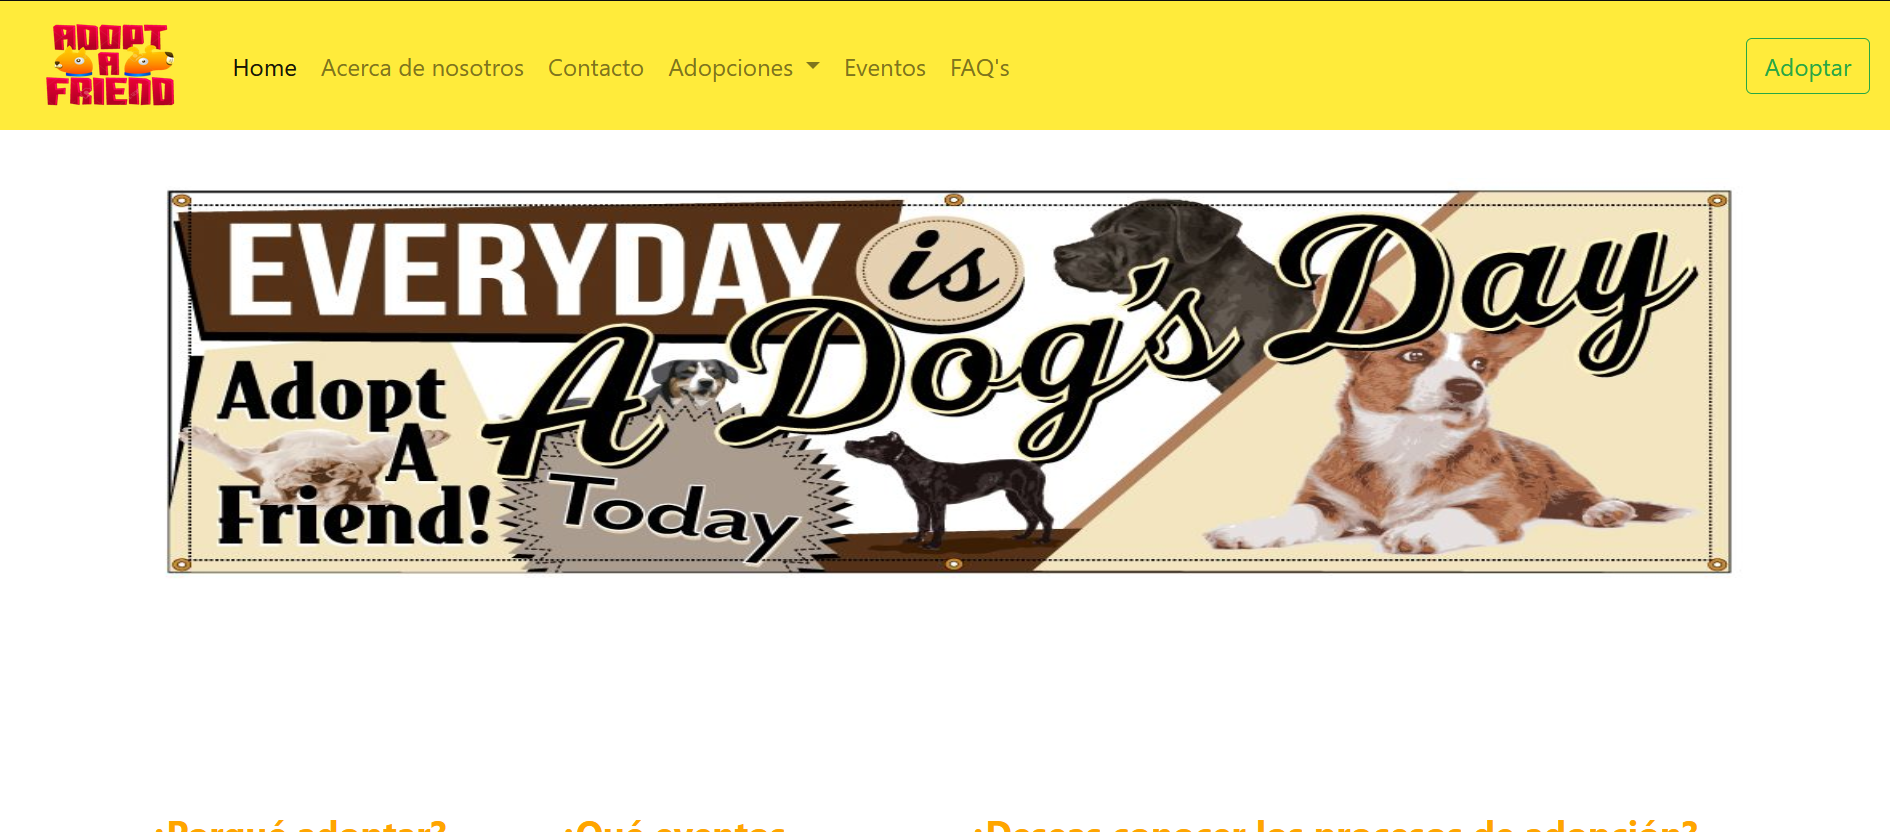 ADOPT
A
FRIEND
Home Acerca de nosotros Contacto Adopciones Eventos FAQ's
Adoptar
EVERYDAY is
A Dog's Day
Adopt
A
Friend!
Today
¿Porqué adoptar? ¿Qué eventos ¿Deseas conocer los procesos de adopción?